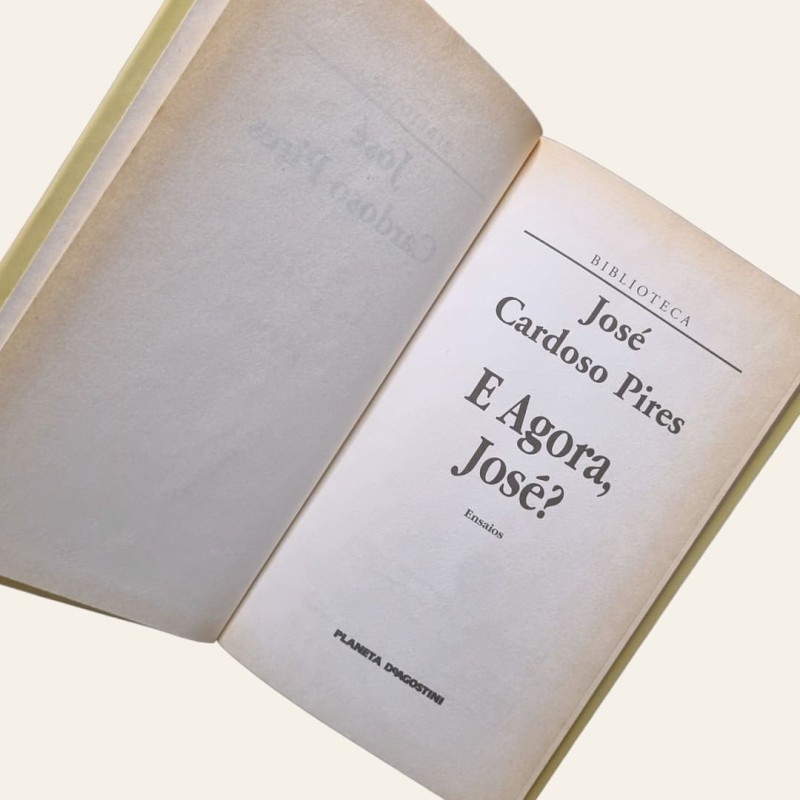 BIBLIOTECA
José
Cardoso Pires
E Agora,
José?
Ensaios
PLANETA DeAGOSTINI